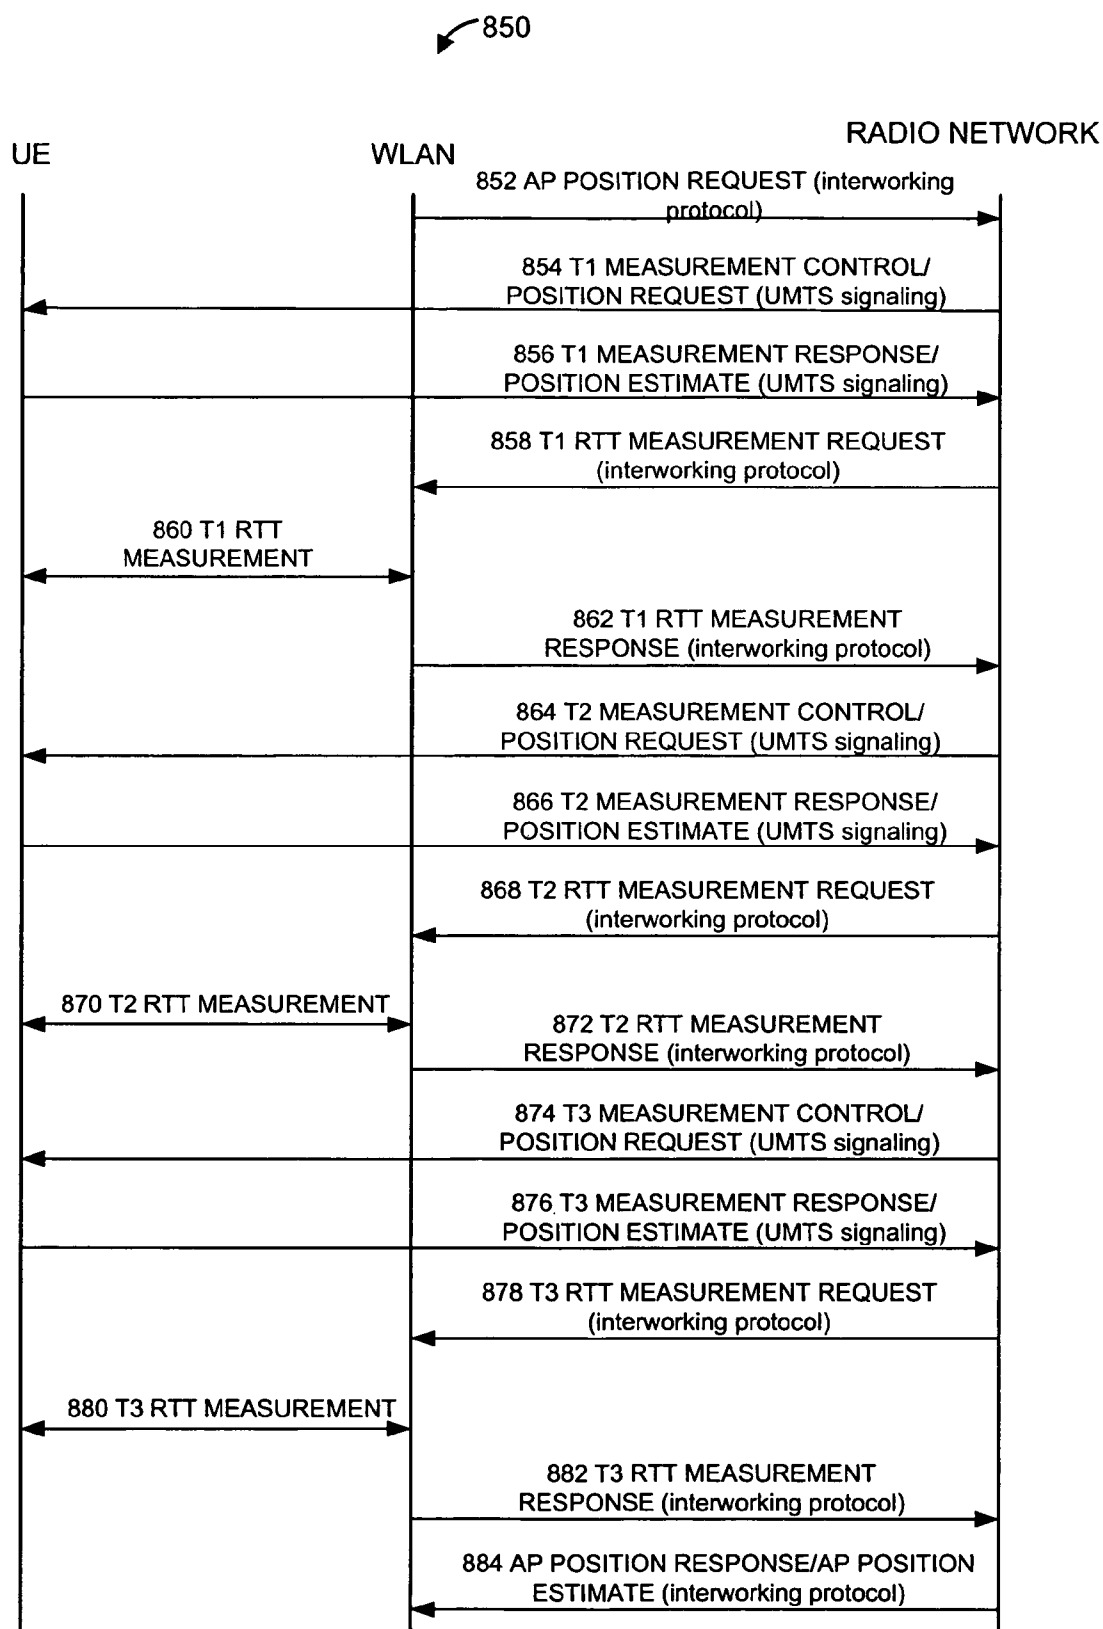 850
UE
WLAN
RADIO NETWORK
852 AP POSITION REQUEST (interworking
protocol)
854 T1 MEASUREMENT CONTROL/
POSITION REQUEST (UMTS signaling)
856 T1 MEASUREMENT RESPONSE/
POSITION ESTIMATE (UMTS signaling)
858 T1 RTT MEASUREMENT REQUEST
(interworking protocol)
860 T1 RTT
MEASUREMENT
862 T1 RTT MEASUREMENT
RESPONSE (interworking protocol)
864 T2 MEASUREMENT CONTROL/
POSITION REQUEST (UMTS signaling)
866 T2 MEASUREMENT RESPONSE/
POSITION ESTIMATE (UMTS signaling)
868 T2 RTT MEASUREMENT REQUEST
(interworking protocol)
870 T2 RTT MEASUREMENT
872 T2 RTT MEASUREMENT
RESPONSE (interworking protocol)
874 T3 MEASUREMENT CONTROL/
POSITION REQUEST (UMTS signaling)
876 T3 MEASUREMENT RESPONSE/
POSITION ESTIMATE (UMTS signaling)
878 T3 RTT MEASUREMENT REQUEST
(interworking protocol)
880 T3 RTT MEASUREMENT
882 T3 RTT MEASUREMENT
RESPONSE (interworking protocol)
884 AP POSITION RESPONSE/AP POSITION
ESTIMATE (interworking protocol)